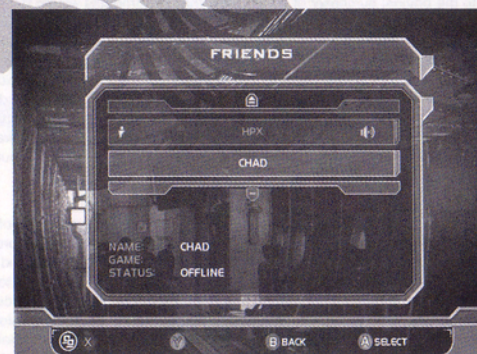 FRIENDS
HPX
CHAD
NAME: CHAD
GAME:
STATUS: OFFLINE
X Y B BACK A SELECT